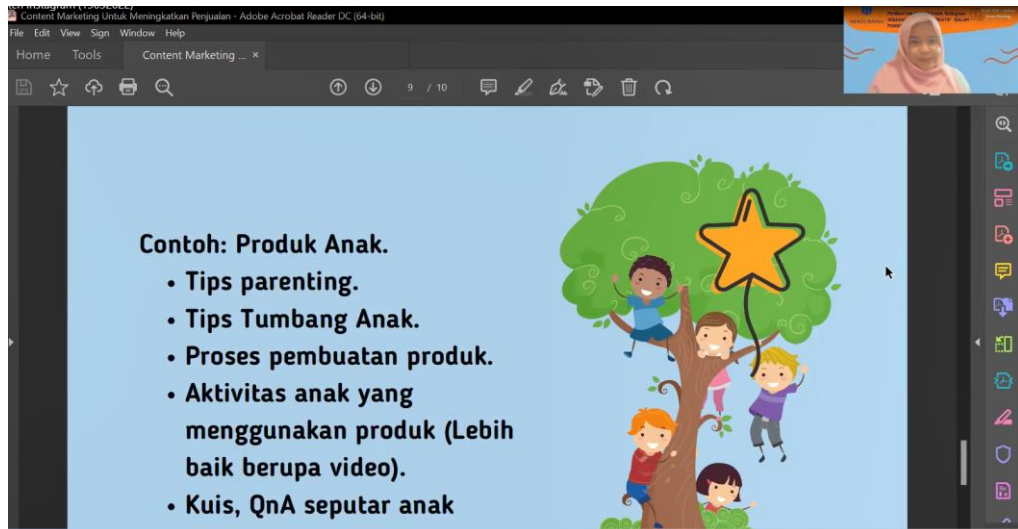 Content Marketing Untuk Meningkatkan Penjualan - Adobe Acrobat Reader DC (64-bit)
File Edit View Sign Window Help
Home Tools Content Marketing ... ×
9 / 10
Contoh: Produk Anak.
• Tips parenting.
• Tips Tumbang Anak.
• Proses pembuatan produk.
• Aktivitas anak yang
menggunakan produk (Lebih
baik berupa video).
• Kuis, QnA seputar anak